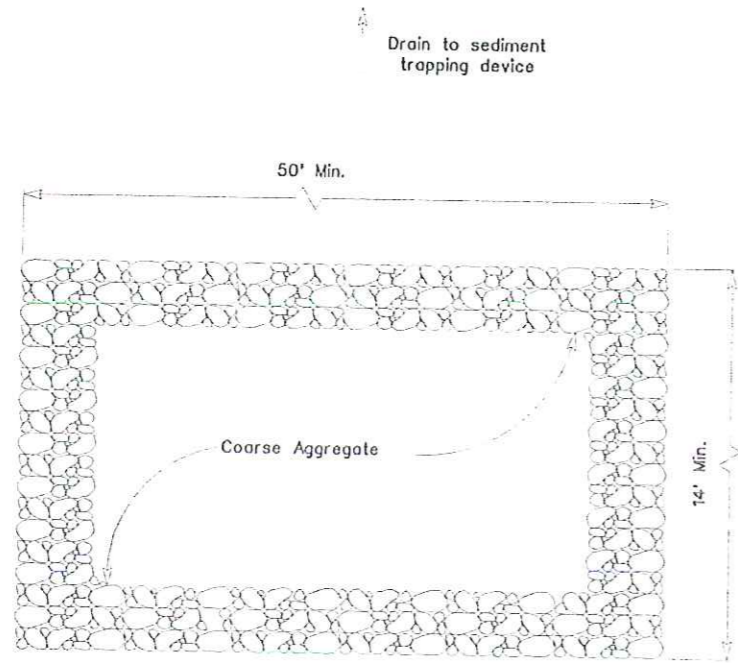 Drain to sediment
trapping device
50' Min.
Coarse Aggregate
14' Min.